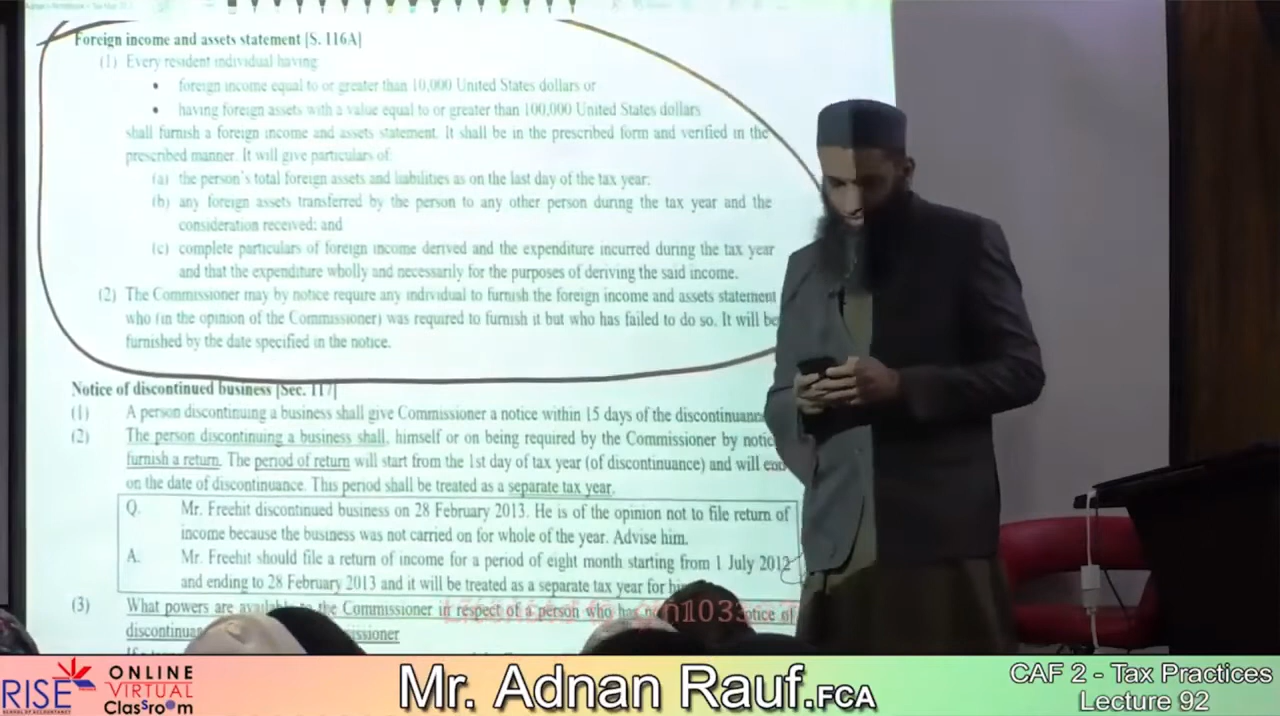 Foreign income and assets statement [S. 116A]
(1) Every resident individual having:
• foreign income equal to or greater than 10,000 United States dollars or
• having foreign assets with a value equal to or greater than 100,000 United States dollars
shall furnish a foreign income and assets statement. It shall be in the prescribed form and verified in the
prescribed manner. It will give particulars of:
(a) the person's total foreign assets and liabilities as on the last day of the tax year;
(b) any foreign assets transferred by the person to any other person during the tax year and the
consideration received; and
(c) complete particulars of foreign income derived and the expenditure incurred during the tax year
and that the expenditure wholly and necessarily for the purposes of deriving the said income.
(2) The Commissioner may by notice require any individual to furnish the foreign income and assets statement
who (in the opinion of the Commissioner) was required to furnish it but who has failed to do so. It will be
furnished by the date specified in the notice.
Notice of discontinued business [Sec. 117]
(1) A person discontinuing a business shall give Commissioner a notice within 15 days of the
(2) The person discontinuing a business shall, himself or on being required by the Commissioner by
furnish a return. The period of return will start from the 1st day of tax year (of discontinuance) and will
on the date of discontinuance. This period shall be treated as a separate tax year.
Q. Mr. Freehit discontinued business on 28 February 2013. He is of the opinion not to file return of
income because the business was not carried on for whole of the year. Advise him.
A. Mr. Freehit should file a return of income for a period of eight month starting from 1 July 2012
and ending to 28 February 2013 and it will be treated as a separate tax year for
(3) What powers are the Commissioner in respect of a person who has of
RISE
SCHOOL OF ACCOUNTANCY
ONLINE
VIRTUAL
Classroom
Mr. Adnan Rauf.FCA
CAF 2 - Tax Practices
Lecture 92